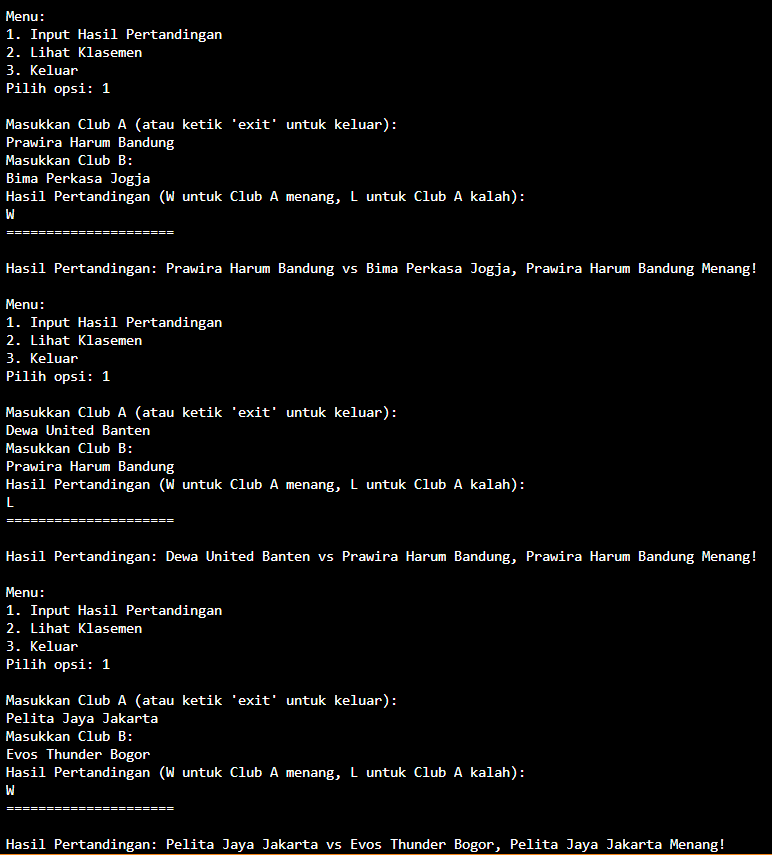 Menu:
1. Input Hasil Pertandingan
2. Lihat Klasemen
3. Keluar
Pilih opsi: 1
Masukkan Club A (atau ketik 'exit' untuk keluar):
Prawira Harum Bandung
Masukkan Club B:
Bima Perkasa Jogja
Hasil Pertandingan (W untuk Club A menang, L untuk Club A kalah):
W
=====================
Hasil Pertandingan: Prawira Harum Bandung vs Bima Perkasa Jogja, Prawira Harum Bandung Menang!
Menu:
1. Input Hasil Pertandingan
2. Lihat Klasemen
3. Keluar
Pilih opsi: 1
Masukkan Club A (atau ketik 'exit' untuk keluar):
Dewa United Banten
Masukkan Club B:
Prawira Harum Bandung
Hasil Pertandingan (W untuk Club A menang, L untuk Club A kalah):
L
=====================
Hasil Pertandingan: Dewa United Banten vs Prawira Harum Bandung, Prawira Harum Bandung Menang!
Menu:
1. Input Hasil Pertandingan
2. Lihat Klasemen
3. Keluar
Pilih opsi: 1
Masukkan Club A (atau ketik 'exit' untuk keluar):
Pelita Jaya Jakarta
Masukkan Club B:
Evos Thunder Bogor
Hasil Pertandingan (W untuk Club A menang, L untuk Club A kalah):
W
=====================
Hasil Pertandingan: Pelita Jaya Jakarta vs Evos Thunder Bogor, Pelita Jaya Jakarta Menang!